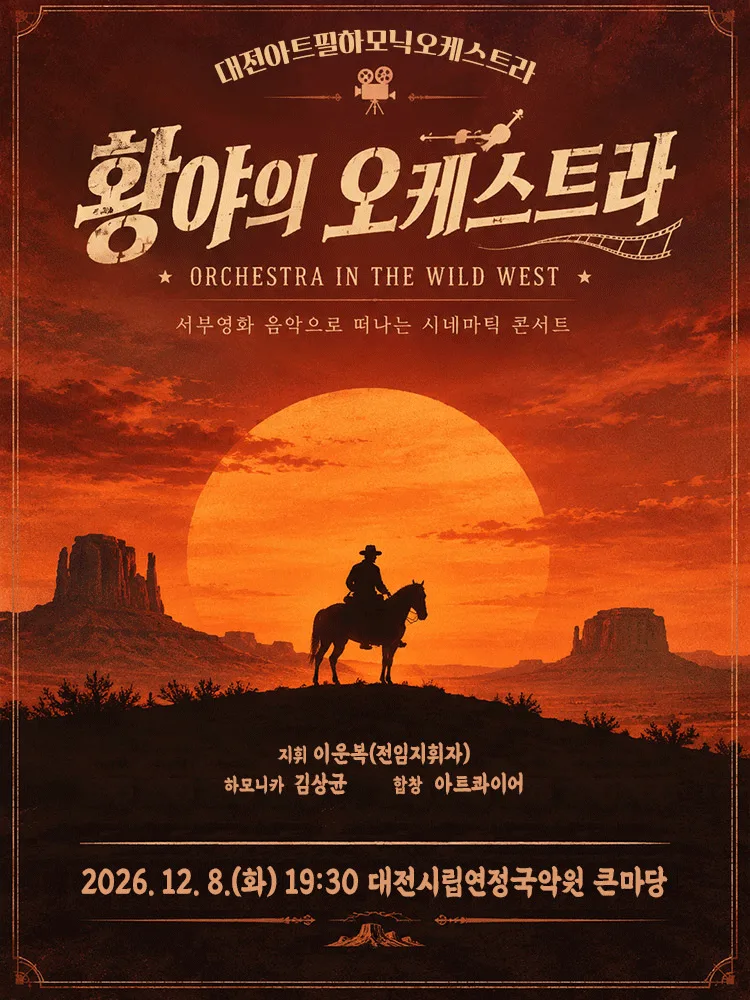 대전아트필하모닉오케스트라
황야의 오케스트라
★ ORCHESTRA IN THE WILD WEST ★
서부영화 음악으로 떠나는 시네마틱 콘서트
지휘 이운복(전임지휘자)
하모니카 김상균 합창 아트콰이어
2026. 12. 8.(화) 19:30 대전시립연정국악원 큰마당